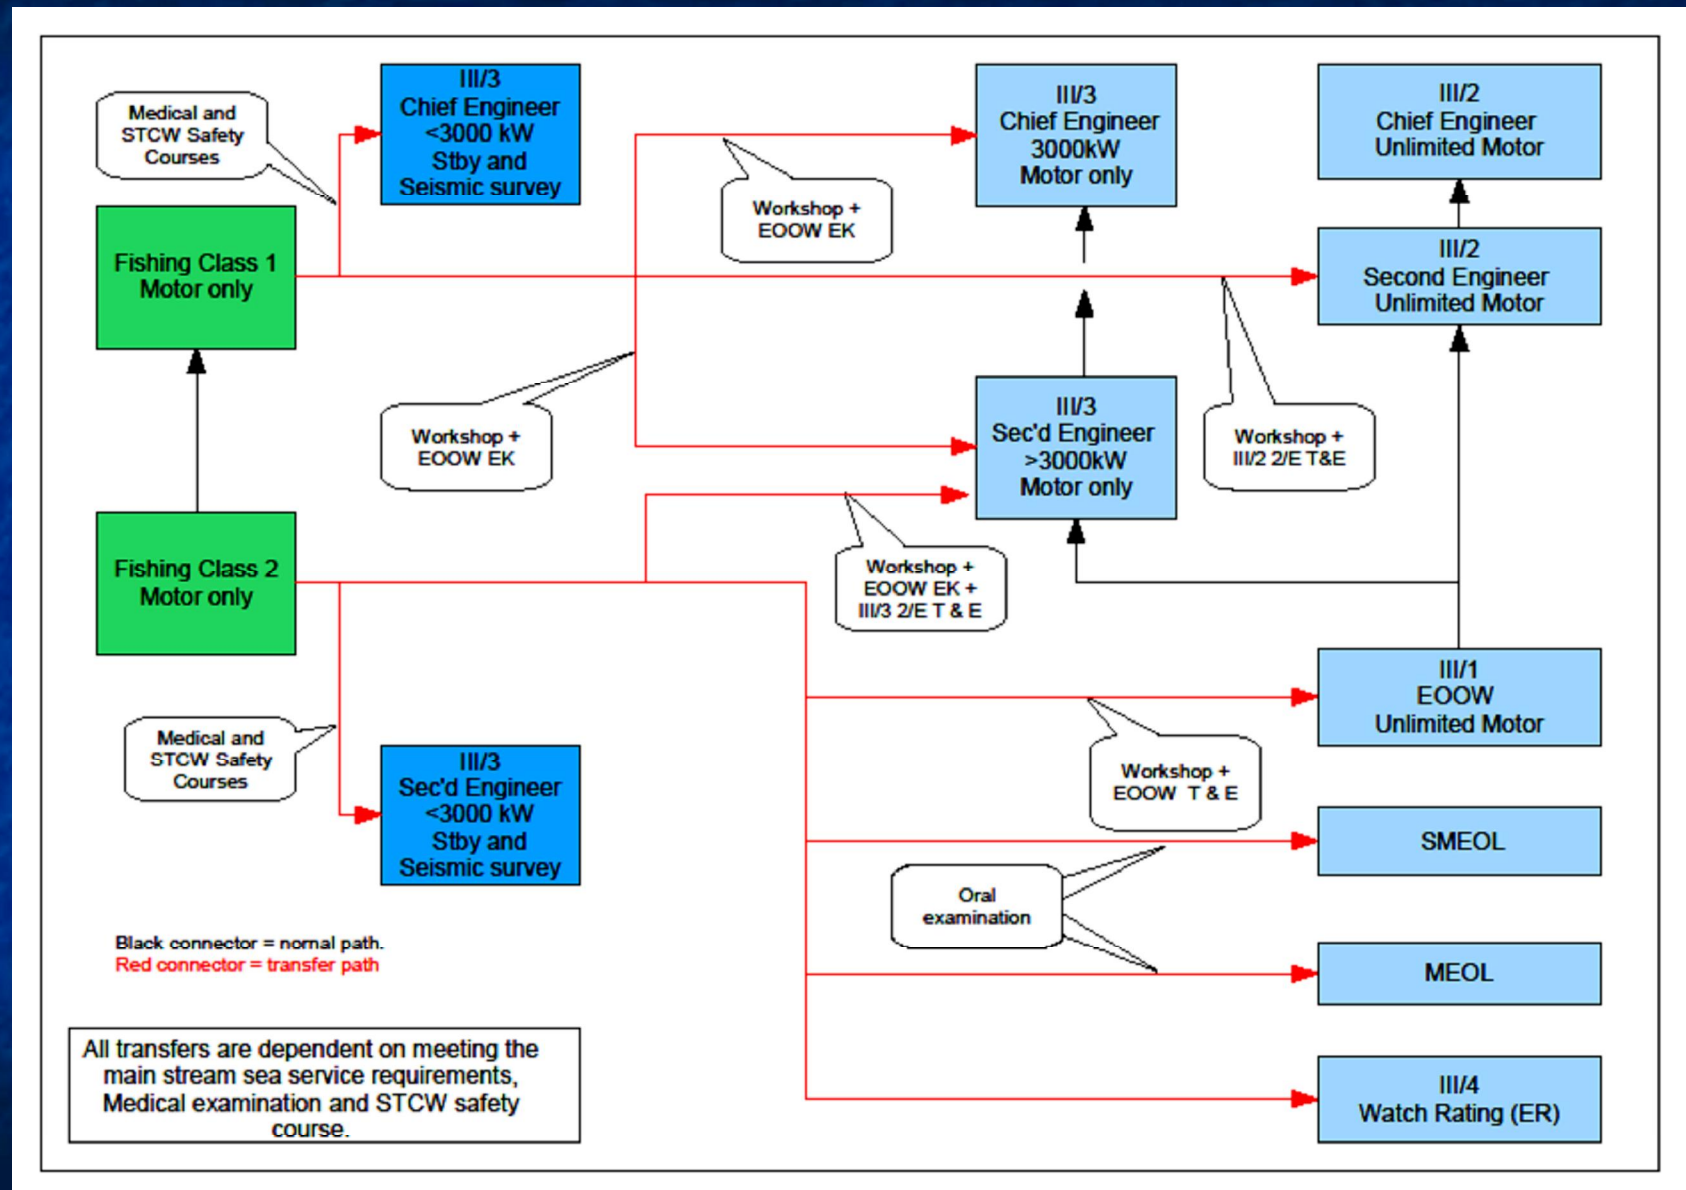 Medical and
STCW Safety
Courses
III/3
Chief Engineer
<3000 kW
Stby and
Seismic survey
III/3
Chief Engineer
3000kW
Motor only
III/2
Chief Engineer
Unlimited Motor
Workshop +
EOOW EK
Fishing Class 1
Motor only
III/2
Second Engineer
Unlimited Motor
Workshop +
EOOW EK
III/3
Sec'd Engineer
>3000kW
Motor only
Workshop +
III/2 2/E T&E
Fishing Class 2
Motor only
Workshop +
EOOW EK +
III/3 2/E T & E
III/1
EOOW
Unlimited Motor
Medical and
STCW Safety
Courses
III/3
Sec'd Engineer
<3000 kW
Stby and
Seismic survey
Workshop +
EOOW T & E
SMEOL
Oral
examination
MEOL
Black connector = nornal path.
Red connector = transfer path
All transfers are dependent on meeting the
main stream sea service requirements,
Medical examination and STCW safety
course.
III/4
Watch Rating (ER)